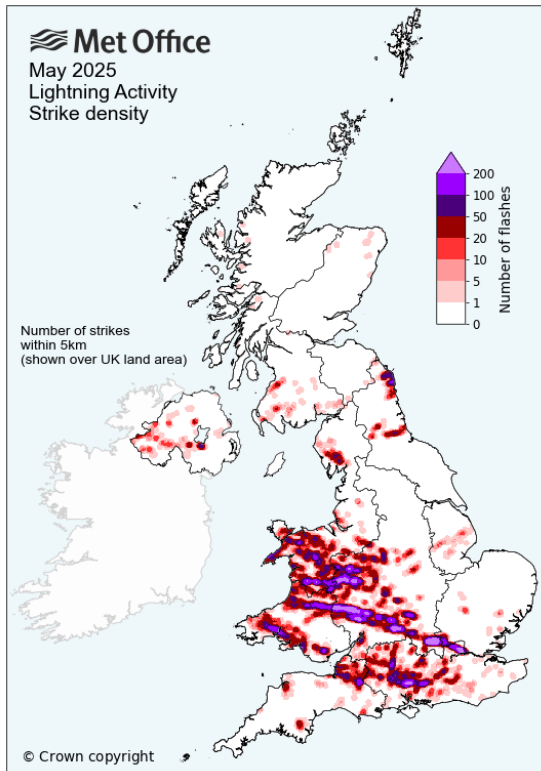 Met Office
May 2025
Lightning Activity
Strike density
200
100
50
20
10
5
1
0
Number of flashes
Number of strikes
within 5km
(shown over UK land area)
© Crown copyright